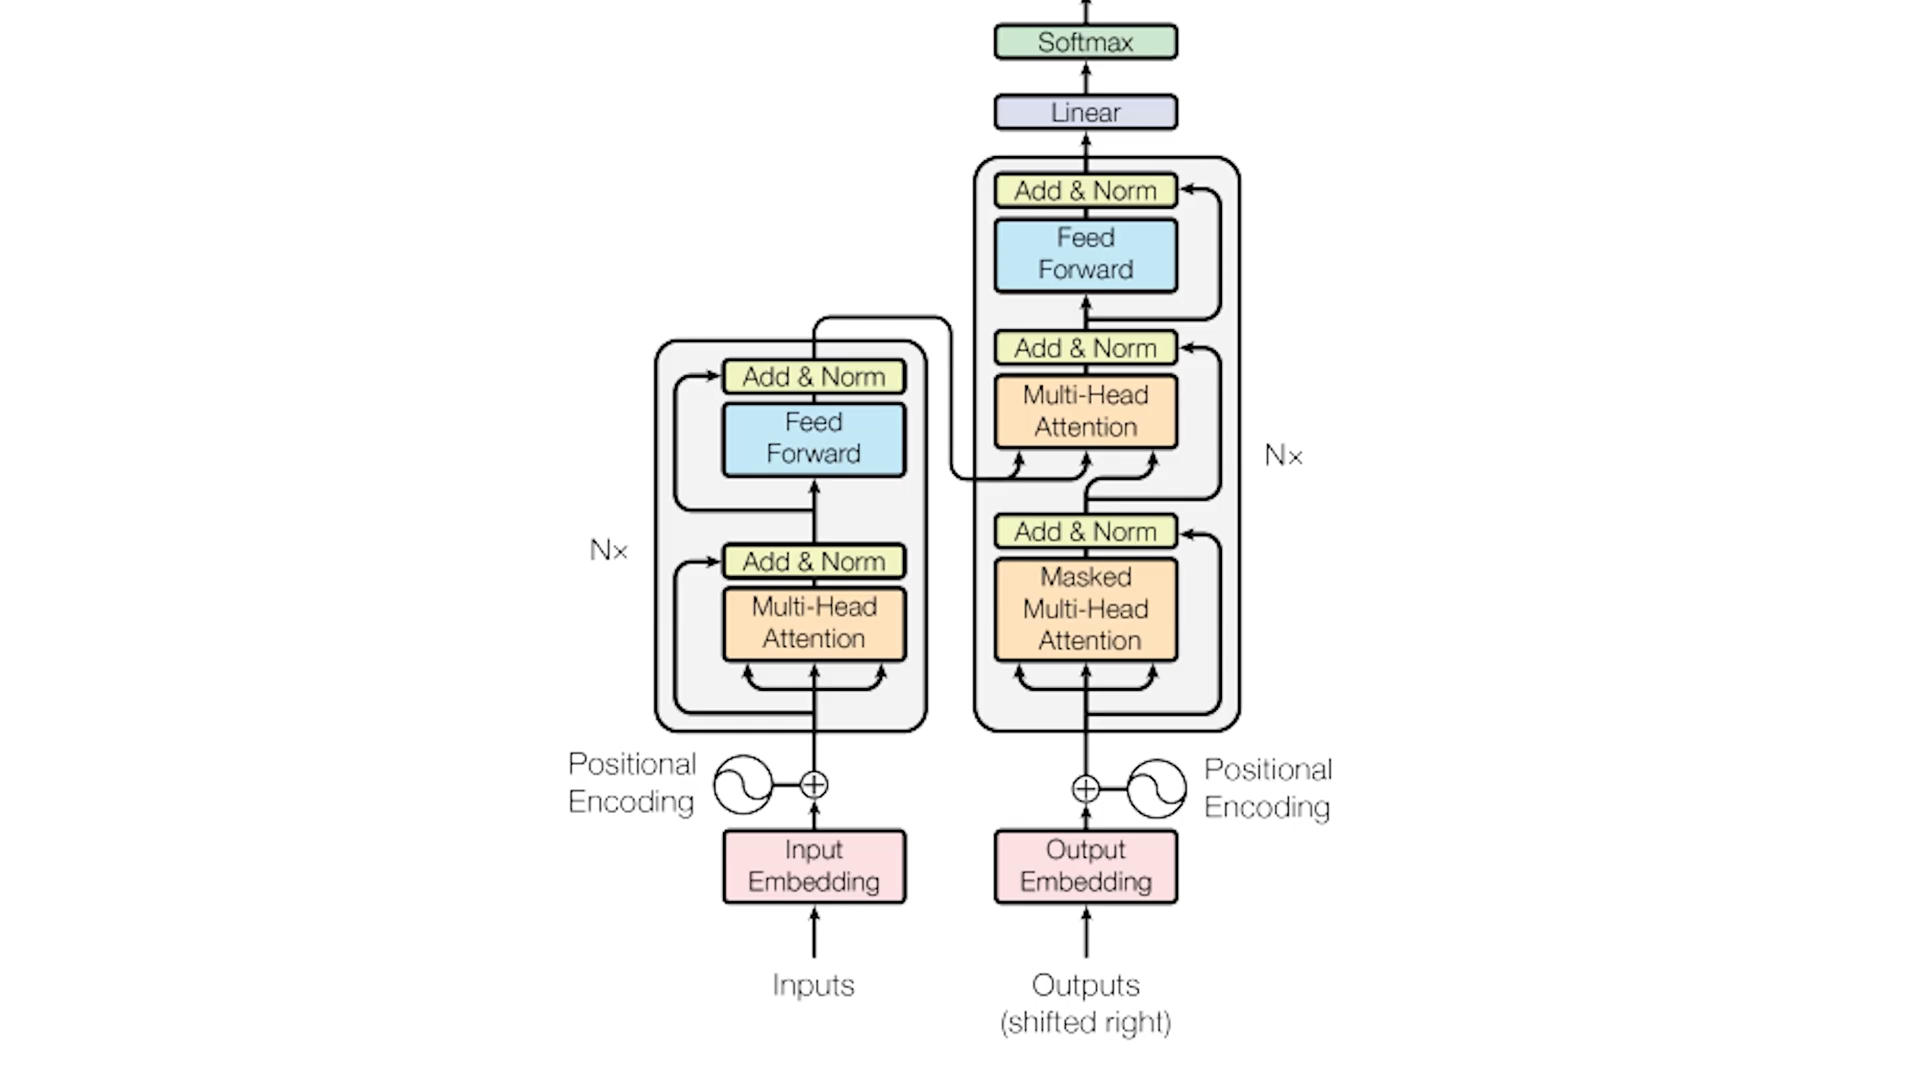 Softmax
Linear
Add & Norm
Feed
Forward
Add & Norm
Multi-Head
Attention
Nx
Add & Norm
Masked
Multi-Head
Attention
Add & Norm
Feed
Forward
Nx
Add & Norm
Multi-Head
Attention
Positional
Encoding
Positional
Encoding
Input
Embedding
Output
Embedding
Inputs
Outputs
(shifted right)